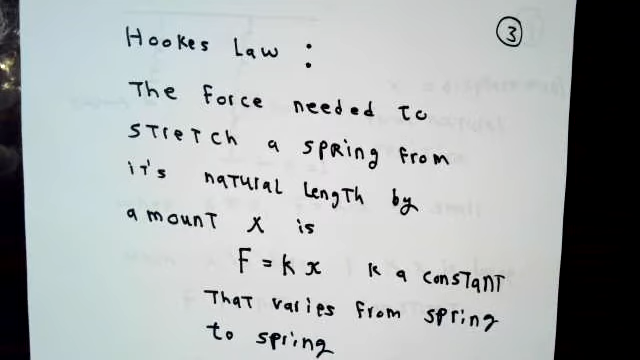 ③
Hookes Law :
The Force needed to
stretch a spring from
it's natural length by
amount x is
F = k x k a constant
That varies from spring
to spring